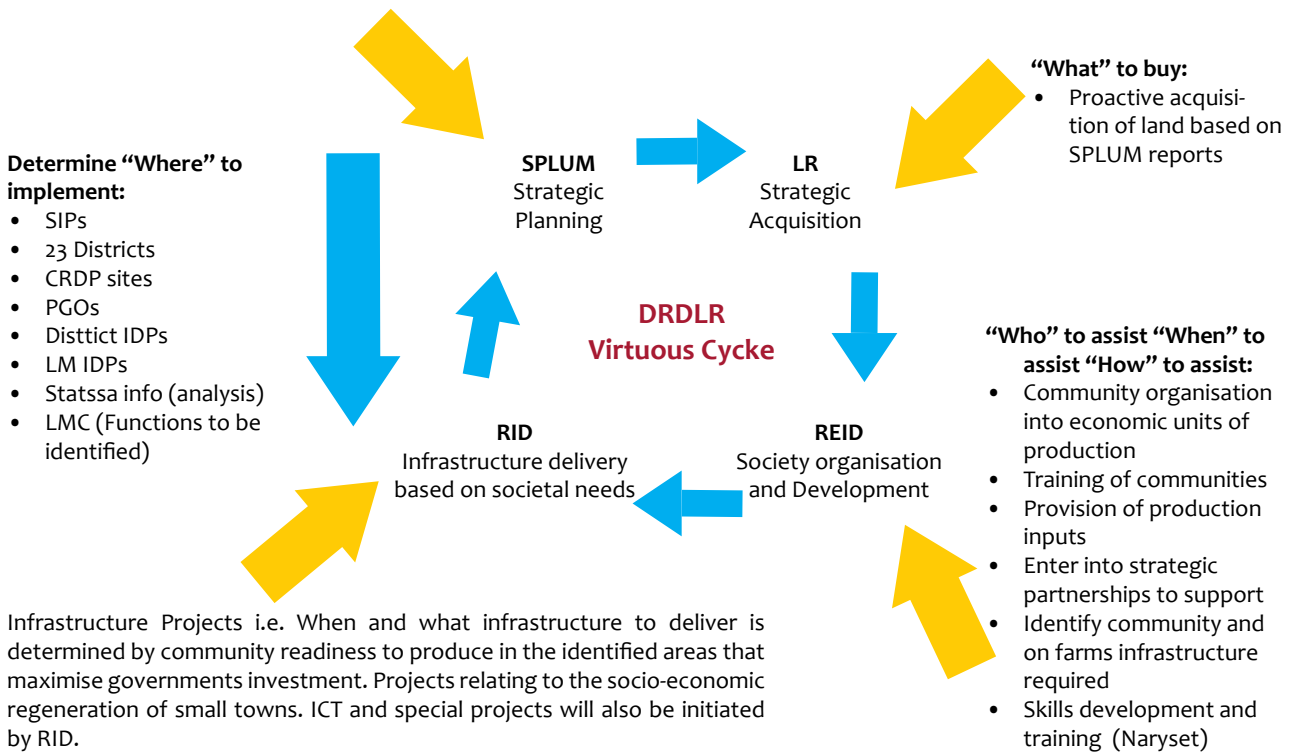 Determine “Where” to
implement:
• SIPs
• 23 Districts
• CRDP sites
• PGOs
• Disttict IDPs
• LM IDPs
• Statssa info (analysis)
• LMC (Functions to be
identified)
SPLUM
Strategic
Planning
LR
Strategic
Acquisition
“What” to buy:
• Proactive acquisi-
tion of land based on
SPLUM reports
DRDLR
Virtuous Cycke
RID
Infrastructure delivery
based on societal needs
REID
Society organisation
and Development
“Who” to assist “When” to
assist “How” to assist:
• Community organisation
into economic units of
production
• Training of communities
• Provision of production
inputs
• Enter into strategic
partnerships to support
• Identify community and
on farms infrastructure
required
• Skills development and
training (Naryset)
Infrastructure Projects i.e. When and what infrastructure to deliver is
determined by community readiness to produce in the identified areas that
maximise governments investment. Projects relating to the socio-economic
regeneration of small towns. ICT and special projects will also be initiated
by RID.